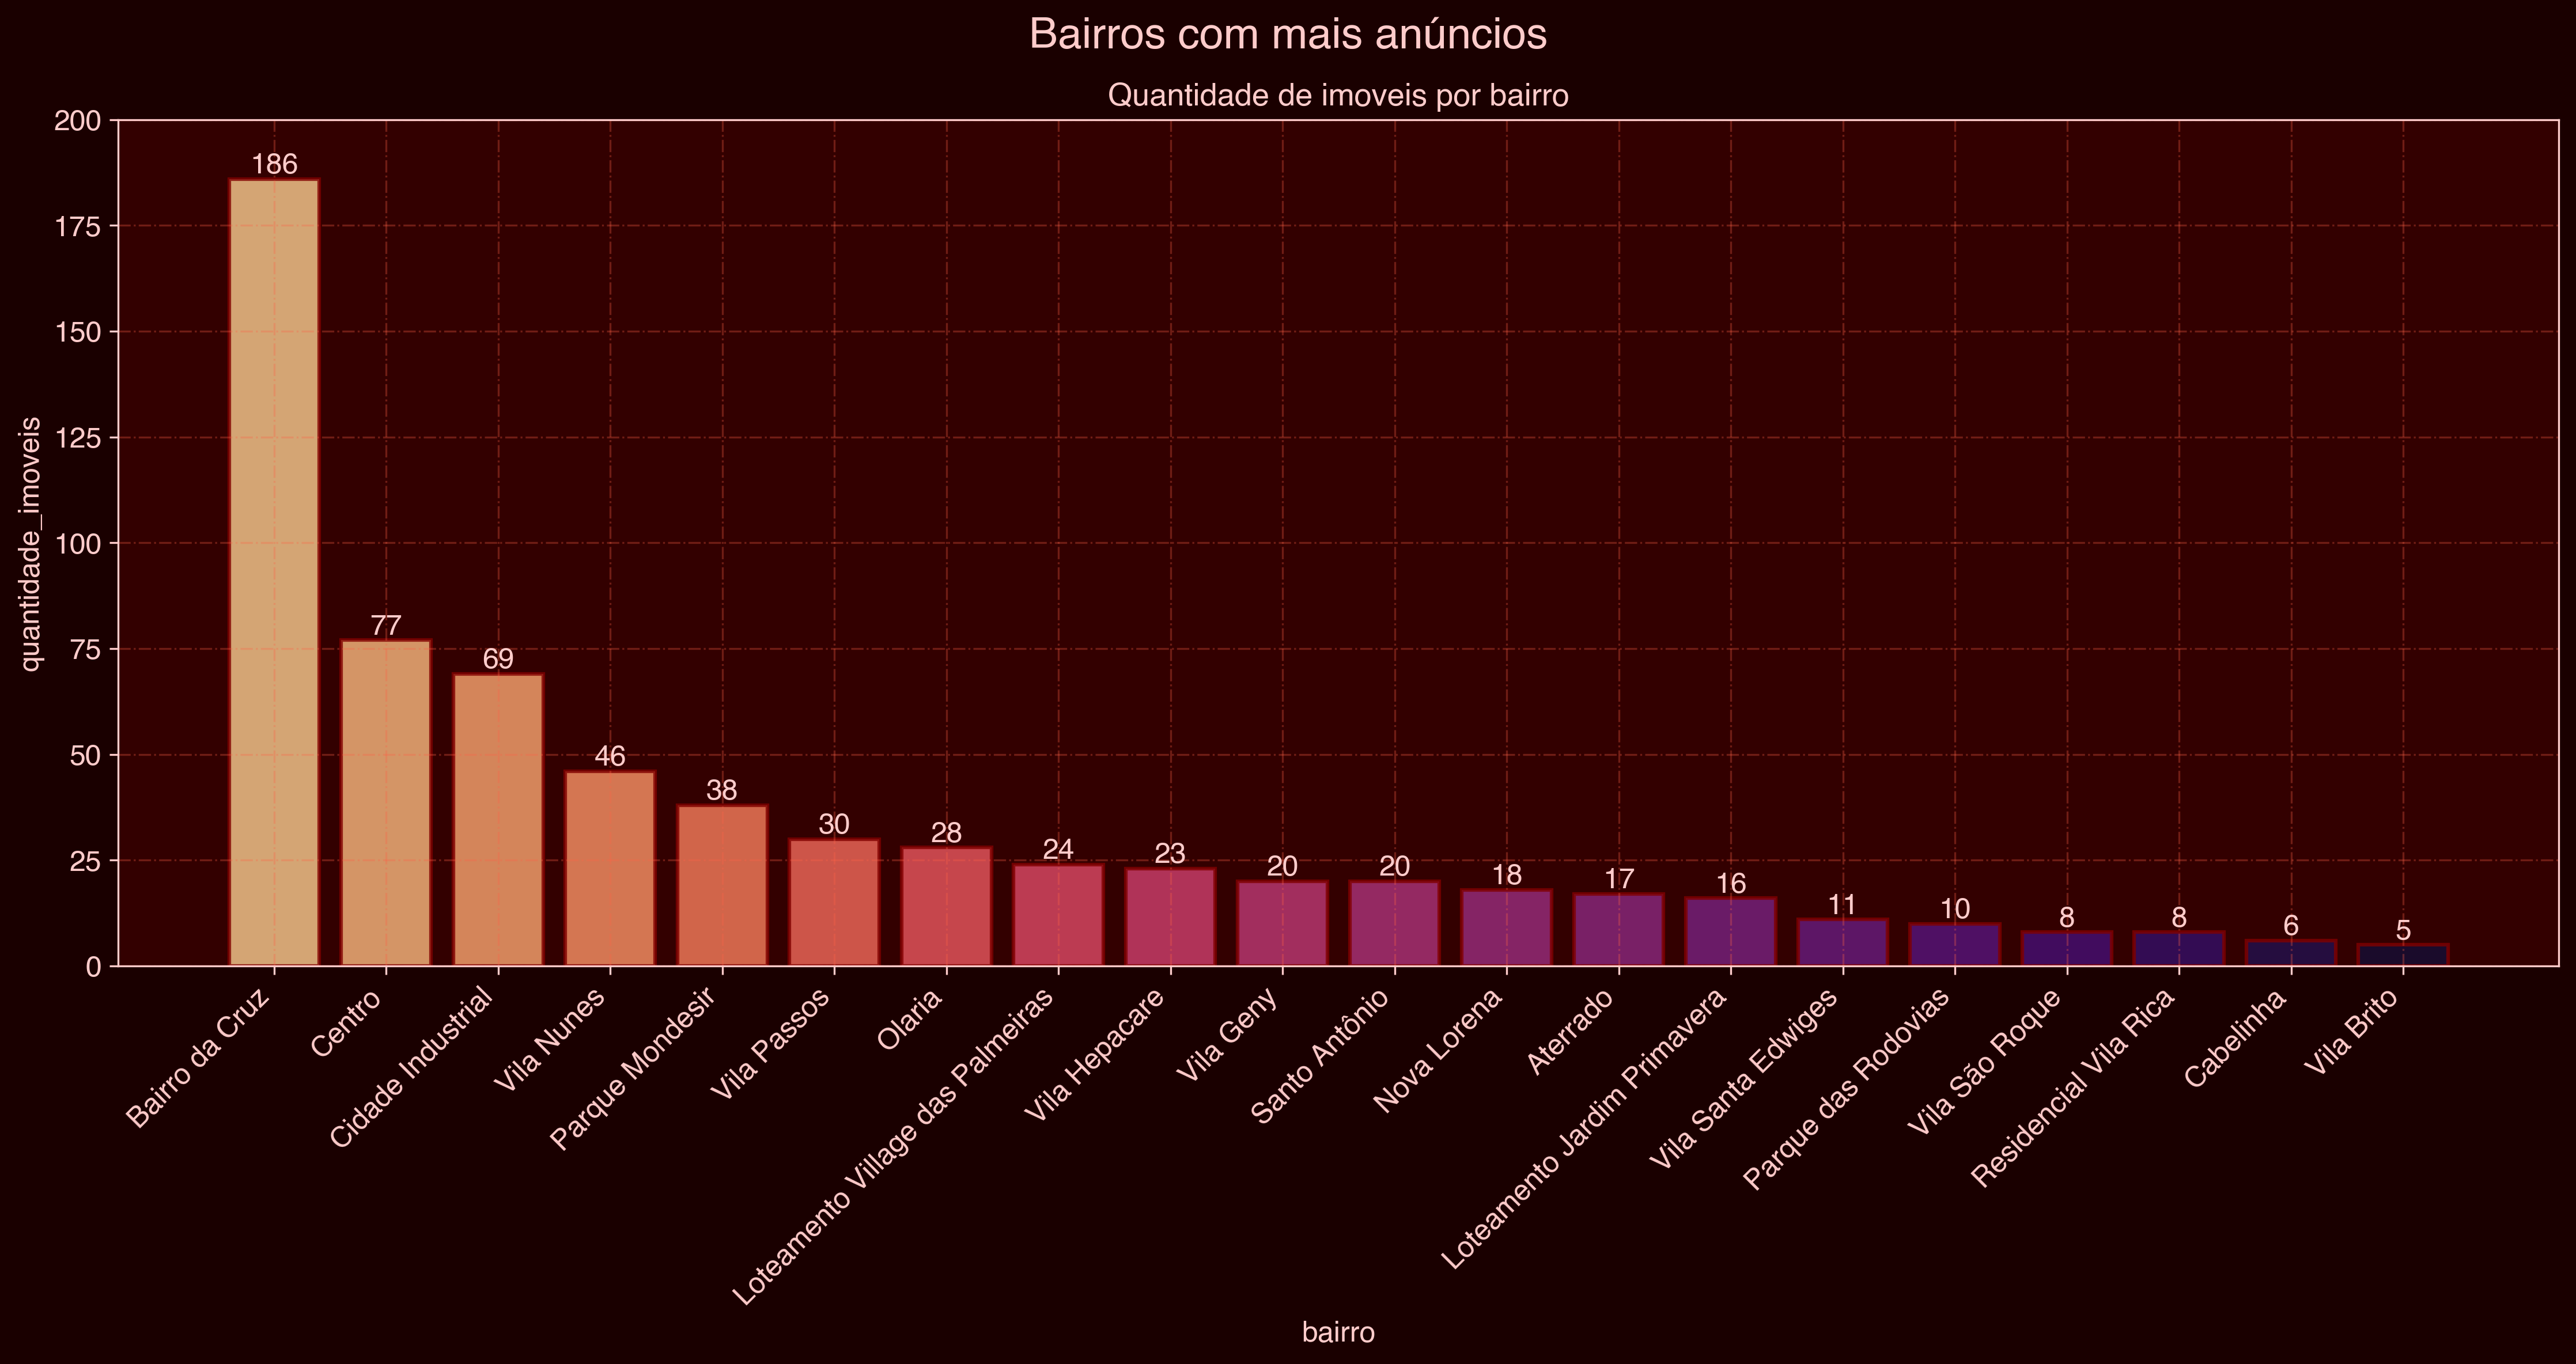 Bairros com mais anúncios
Quantidade de imoveis por bairro
quantidade_imoveis
200
175
150
125
100
75
50
25
0
186
77
69
46
38
30
28
24
23
20
20
18
17
16
11
10
8
8
6
5
Bairro da Cruz
Centro
Cidade Industrial
Vila Nunes
Parque Mondesir
Vila Passos
Olaria
Loteamento Village das Palmeiras
Vila Hepacare
Vila Geny
Santo Antônio
Nova Lorena
Aterrado
Loteamento Jardim Primavera
Vila Santa Edwiges
Parque das Rodovias
Vila São Roque
Residencial Vila Rica
Cabelinha
Vila Brito
bairro